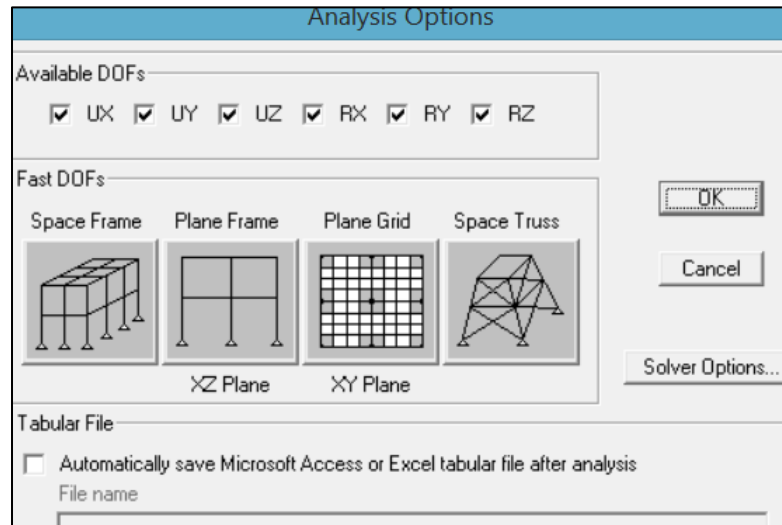 Analysis Options
Available DOFs
UX UY UZ RX RY RZ
Fast DOFs
Space Frame Plane Frame Plane Grid Space Truss
XZ Plane XY Plane
OK
Cancel
Solver Options...
Tabular File
Automatically save Microsoft Access or Excel tabular file after analysis
File name